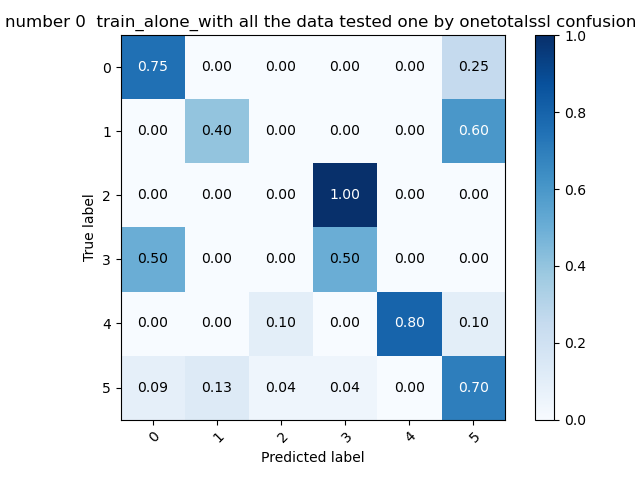 number 0  train_alone_with all the data tested one by onetotalssl confusion
0 0.75 0.00 0.00 0.00 0.00 0.25
1 0.00 0.40 0.00 0.00 0.00 0.60
2 0.00 0.00 0.00 1.00 0.00 0.00
3 0.50 0.00 0.00 0.50 0.00 0.00
4 0.00 0.00 0.10 0.00 0.80 0.10
5 0.09 0.13 0.04 0.04 0.00 0.70
0 1 2 3 4 5
True label
Predicted label
1.0
0.8
0.6
0.4
0.2
0.0